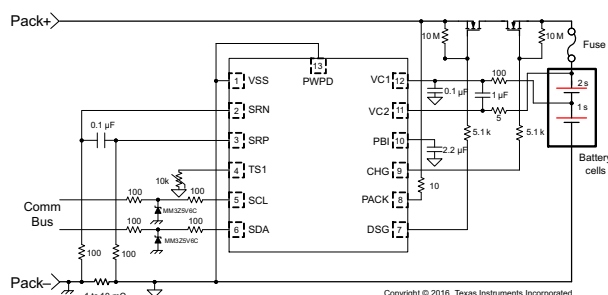 Pack+
10 M
10 M
Fuse
13
PWPD
1 VSS
VC1 12
100
0.1 µF
1 µF
2 s
1 s
2 SRN
VC2 11
5
0.1 µF
3 SRP
PBI 10
2.2 µF
5.1 k
5.1 k
Battery
cells
4 TS1
CHG 9
10k
100
100
5 SCL
PACK 8
10
Comm
Bus
MM3Z5V6C
100
100
6 SDA
DSG 7
MM3Z5V6C
100
100
Pack–
Copyright © 2016, Texas Instruments Incorporated